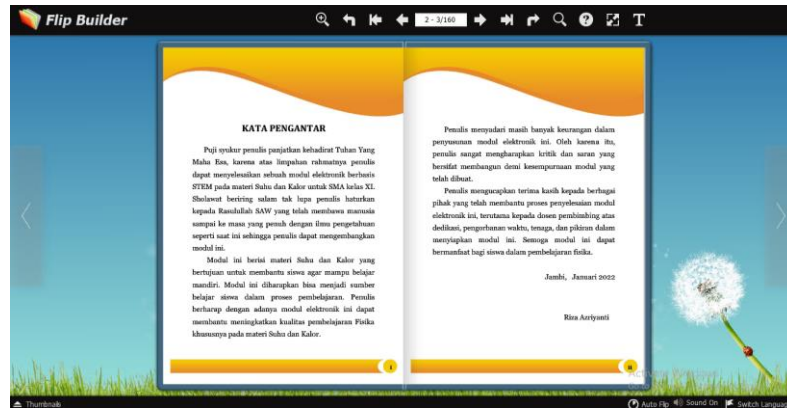 Flip Builder
2 - 3/160
T
KATA PENGANTAR
Puji syukur penulis panjatkan kehadirat Tuhan Yang
Maha Esa, karena atas limpahan rahmatnya penulis
dapat menyelesaikan sebuah modul elektronik berbasis
STEM pada materi Suhu dan Kalor untuk SMA kelas XI.
Sholawat beriring salam tak lupa penulis haturkan
kepada Rasulullah SAW yang telah membawa manusia
sampai ke masa yang penuh dengan ilmu pengetahuan
seperti saat ini sehingga penulis dapat mengembangkan
modul ini.
Modul ini berisi materi Suhu dan Kalor yang
bertujuan untuk membantu siswa agar mampu belajar
mandiri. Modul ini diharapkan bisa menjadi sumber
belajar siswa dalam proses pembelajaran. Penulis
berharap dengan adanya modul elektronik ini dapat
membantu meningkatkan kualitas pembelajaran Fisika
khususnya pada materi Suhu dan Kalor.
i
Penulis menyadari masih banyak keurangan dalam
penyusunan modul elektronik ini. Oleh karena itu,
penulis sangat mengharapkan kritik dan saran yang
bersifat membangun demi kesempurnaan modul yang
telah dibuat.
Penulis mengucapkan terima kasih kepada berbagai
pihak yang telah membantu proses penyelesaian modul
elektronik ini, terutama kepada dosen pembimbing atas
dedikasi, pengorbanan waktu, tenaga, dan pikiran dalam
menyiapkan modul ini. Semoga modul ini dapat
bermanfaat bagi siswa dalam pembelajaran fisika.
Jambi, Januari 2022
Riza Azriyanti
ii
Thumbnails
Auto Flip
Sound On
Switch Language